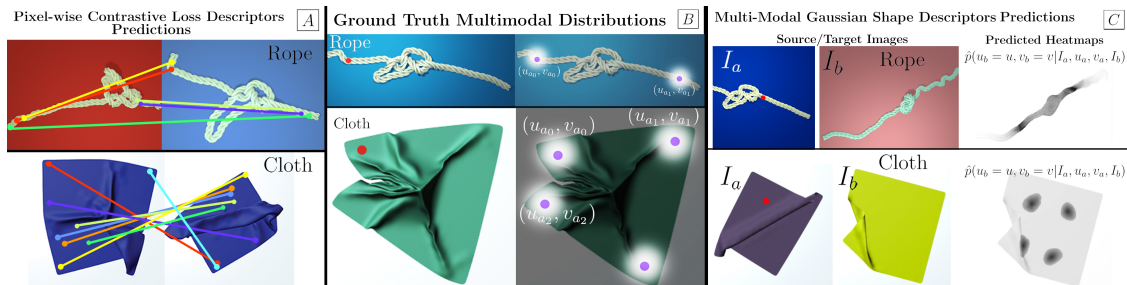 Pixel-wise Contrastive Loss Descriptors
Predictions
A
Rope
Cloth
Ground Truth Multimodal Distributions
B
Rope
(u_{a_0}, v_{a_0})
(u_{a_1}, v_{a_1})
Cloth
(u_{a_0}, v_{a_0})
(u_{a_1}, v_{a_1})
(u_{a_2}, v_{a_2})
Multi-Modal Gaussian Shape Descriptors Predictions
C
Source/Target Images
Predicted Heatmaps
I_a
I_b
Rope
p̂(u_b = u, v_b = v|I_a, u_a, v_a, I_b)
I_a
I_b
Cloth
p̂(u_b = u, v_b = v|I_a, u_a, v_a, I_b)